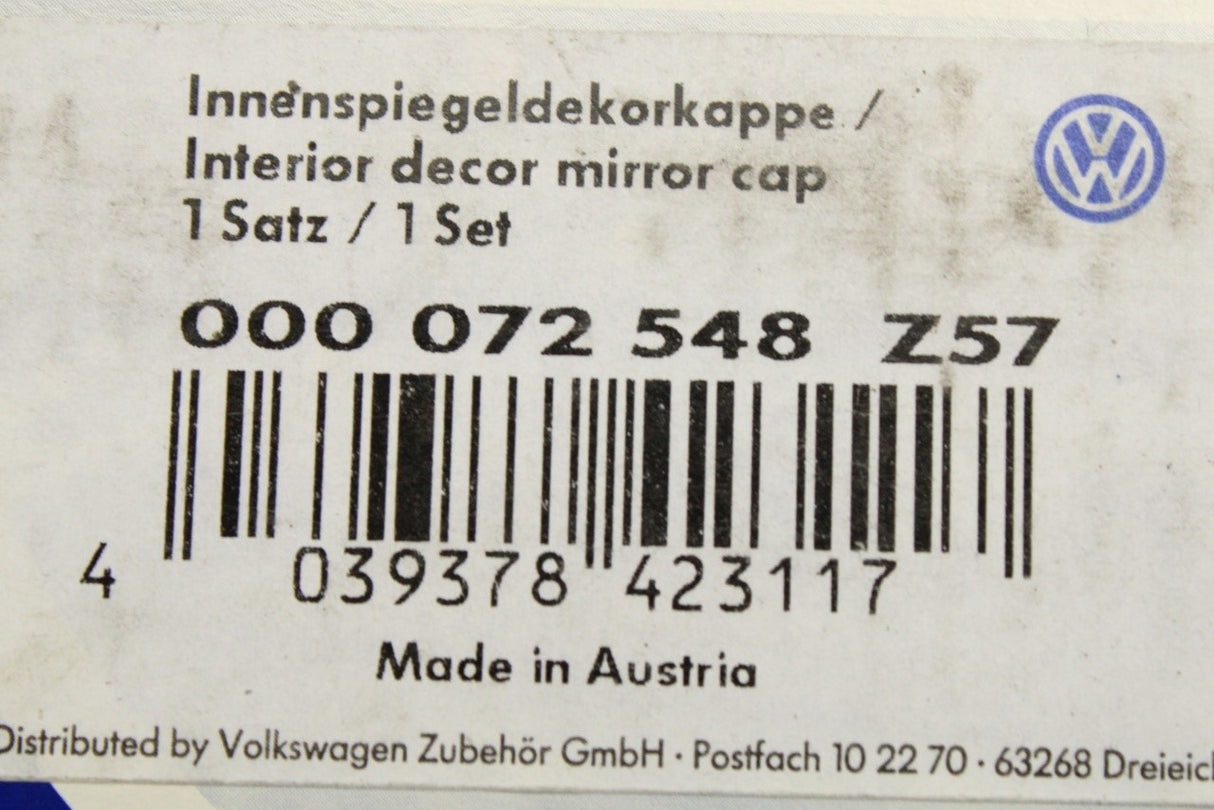 Innenspiegeldekorkappe /
Interior decor mirror cap
1 Satz / 1 Set
000 072 548 Z57
4 039378 423117
Made in Austria
Distributed by Volkswagen Zubehör GmbH · Postfach 10 22 70 · 63268 Dreieich